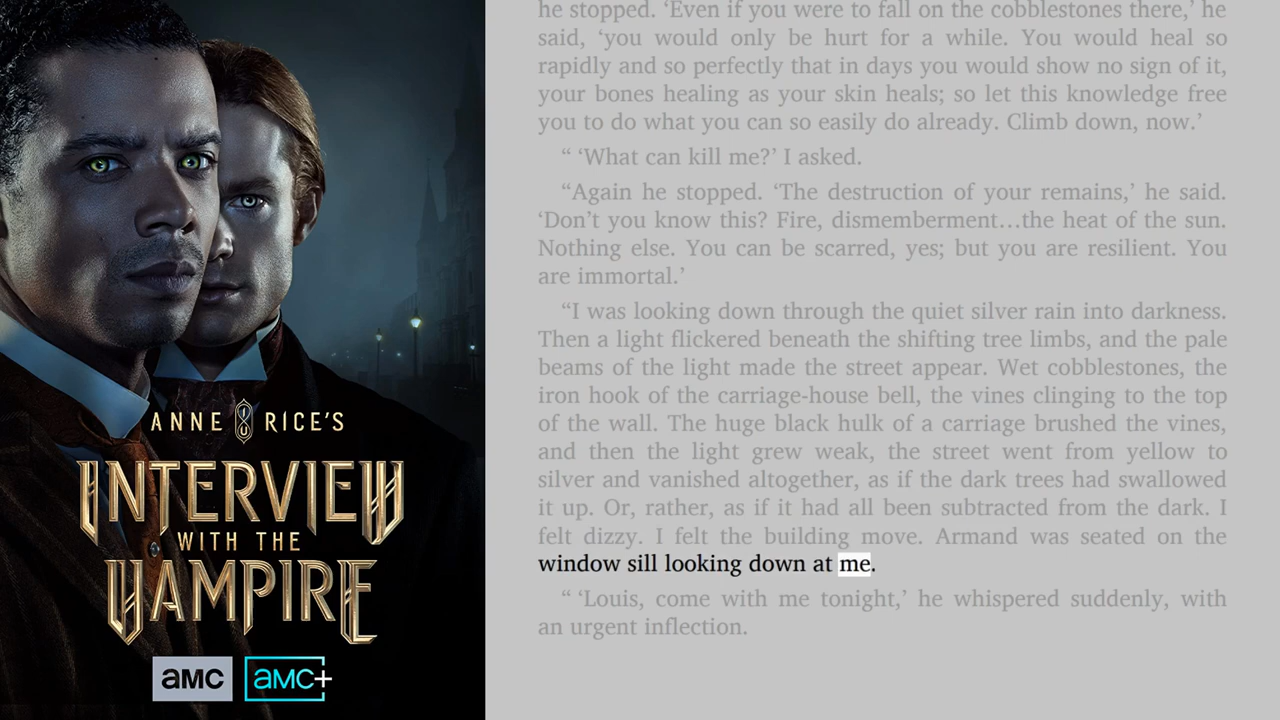 ANNE RICE'S
INTERVIEW
WITH THE
VAMPIRE
aMC
aMC+
he stopped. ‘Even if you were to fall on the cobblestones there,’ he
said, ‘you would only be hurt for a while. You would heal so
rapidly and so perfectly that in days you would show no sign of it,
your bones healing as your skin heals; so let this knowledge free
you to do what you can so easily do already. Climb down, now.’
“ ‘What can kill me?’ I asked.
“Again he stopped. ‘The destruction of your remains,’ he said.
‘Don’t you know this? Fire, dismemberment…the heat of the sun.
Nothing else. You can be scarred, yes; but you are resilient. You
are immortal.’
“I was looking down through the quiet silver rain into darkness.
Then a light flickered beneath the shifting tree limbs, and the pale
beams of the light made the street appear. Wet cobblestones, the
iron hook of the carriage-house bell, the vines clinging to the top
of the wall. The huge black hulk of a carriage brushed the vines,
and then the light grew weak, the street went from yellow to
silver and vanished altogether, as if the dark trees had swallowed
it up. Or, rather, as if it had all been subtracted from the dark. I
felt dizzy. I felt the building move. Armand was seated on the
window sill looking down at me.
“ ‘Louis, come with me tonight,’ he whispered suddenly, with
an urgent inflection.